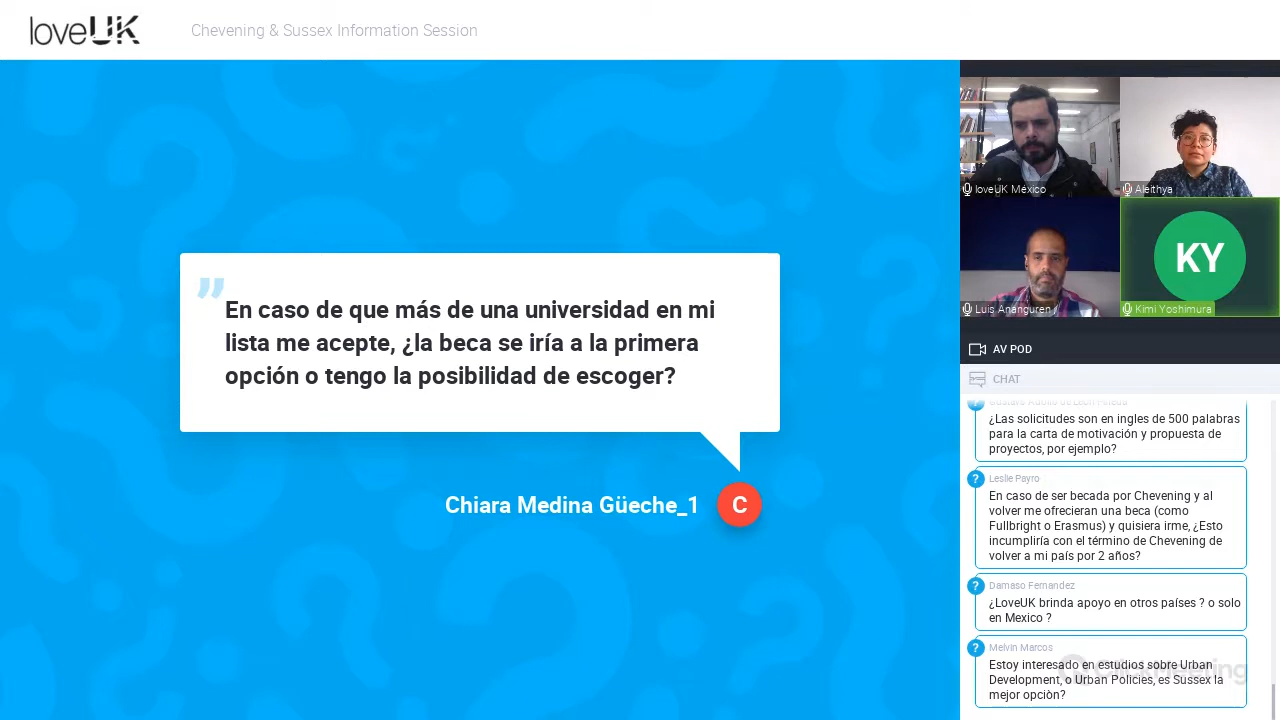 loveUK
Chevening & Sussex Information Session
"
En caso de que más de una universidad en mi
lista me acepte, ¿la beca se iría a la primera
opción o tengo la posibilidad de escoger?
Chiara Medina Güeche_1
C
loveUK México
Aleithya
Luis Ananguren
KY
Kimi Yoshimura
AV POD
CHAT
¿Las solicitudes son en ingles de 500 palabras
para la carta de motivación y propuesta de
proyectos, por ejemplo?
?
Leslie Payro
En caso de ser becada por Chevening y al
volver me ofrecieran una beca (como
Fullbright o Erasmus) y quisiera irme, ¿Esto
incumpliría con el término de Chevening de
volver a mi país por 2 años?
?
Damaso Fernandez
¿LoveUK brinda apoyo en otros países ? o solo
en Mexico ?
?
Melvin Marcos
Estoy interesado en estudios sobre Urban
Development, o Urban Policies, es Sussex la
mejor opciòn?